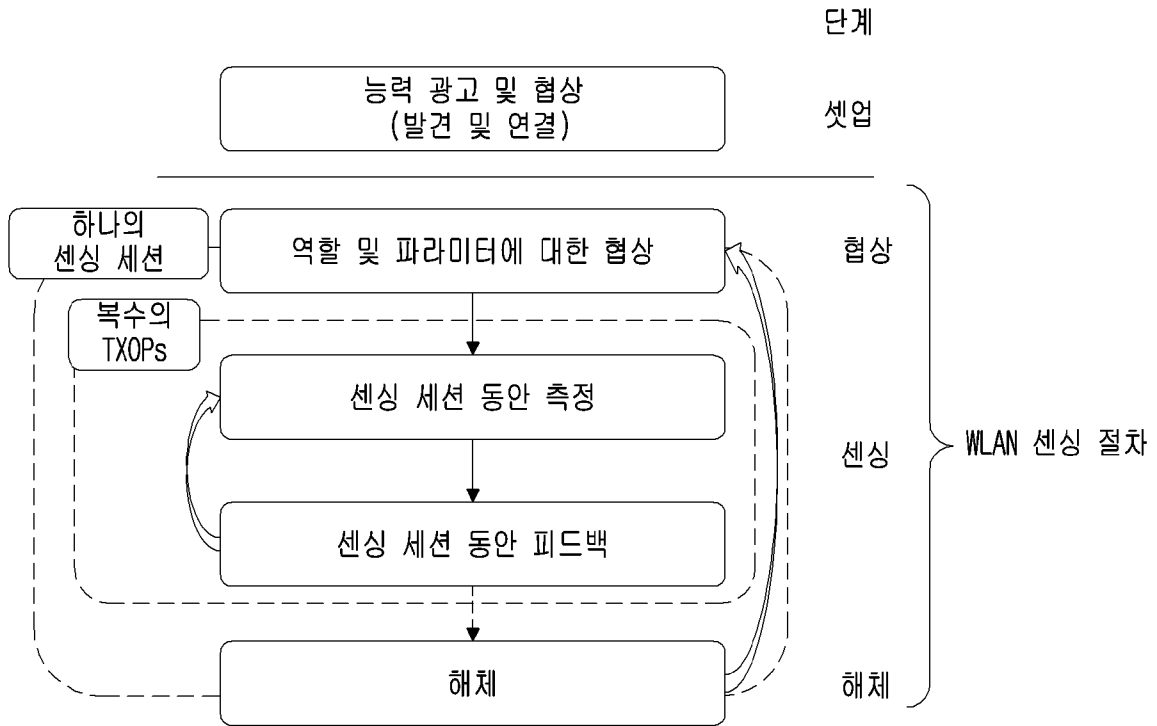 단계
능력 광고 및 협상
(발견 및 연결)
셋업
하나의
센싱 세션
역할 및 파라미터에 대한 협상
협상
복수의
TXOPs
센싱 세션 동안 측정
센싱
WLAN 센싱 절차
센싱 세션 동안 피드백
해체
해체